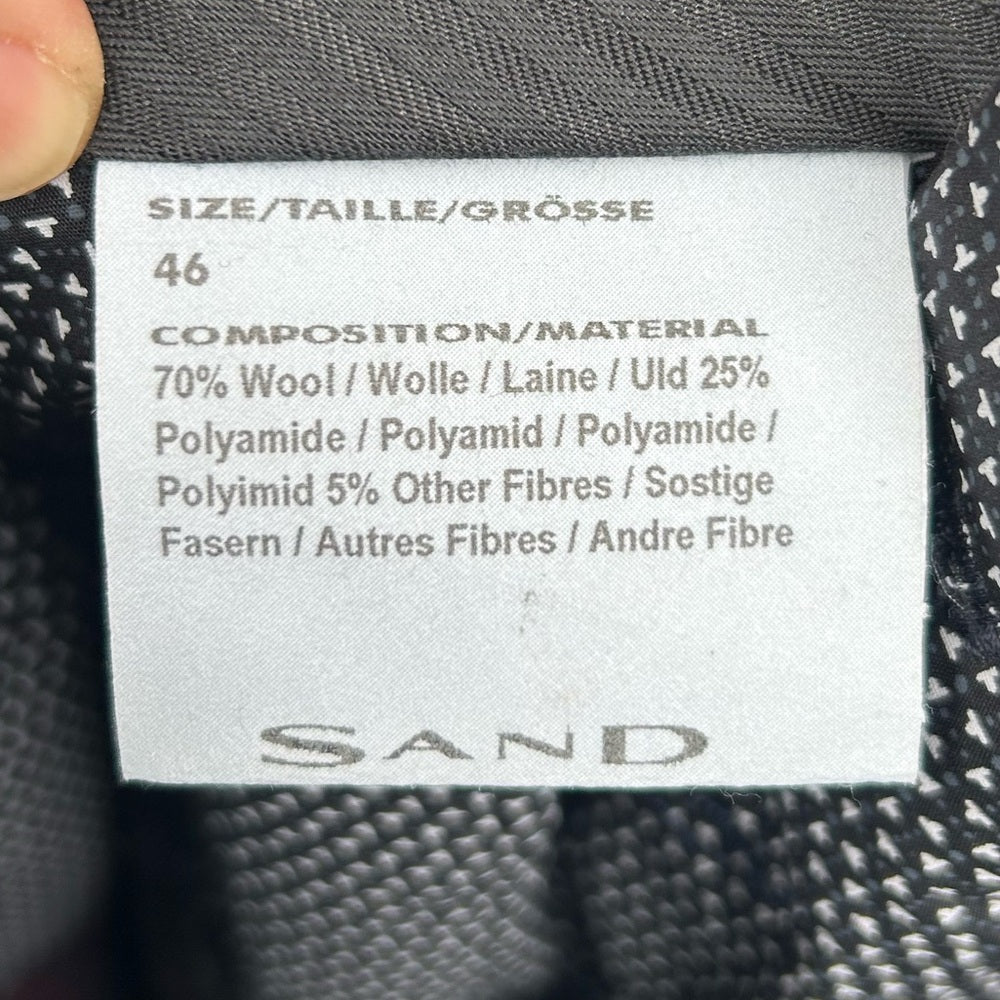 SIZE/TAILLE/GRÖSSE
46
COMPOSITION/MATERIAL
70% Wool / Wolle / Laine / Uld 25%
Polyamide / Polyamid / Polyamide /
Polyimid 5% Other Fibres / Sostige
Fasern / Autres Fibres / Andre Fibre
SAND